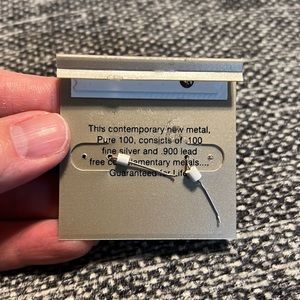 This contemporary new metal,
Pure 100, consists of .100
fine silver and .900 lead
free complementary metals...,
Guaranteed for Life